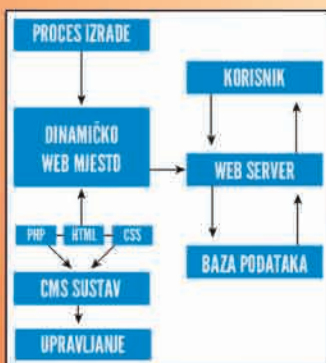 PROCES IZRADE
KORISNIK
DINAMIČKO
WEB MJESTO
WEB SERVER
PHP
HTML
CSS
BAZA PODATAKA
CMS SUSTAV
UPRAVLJANJE